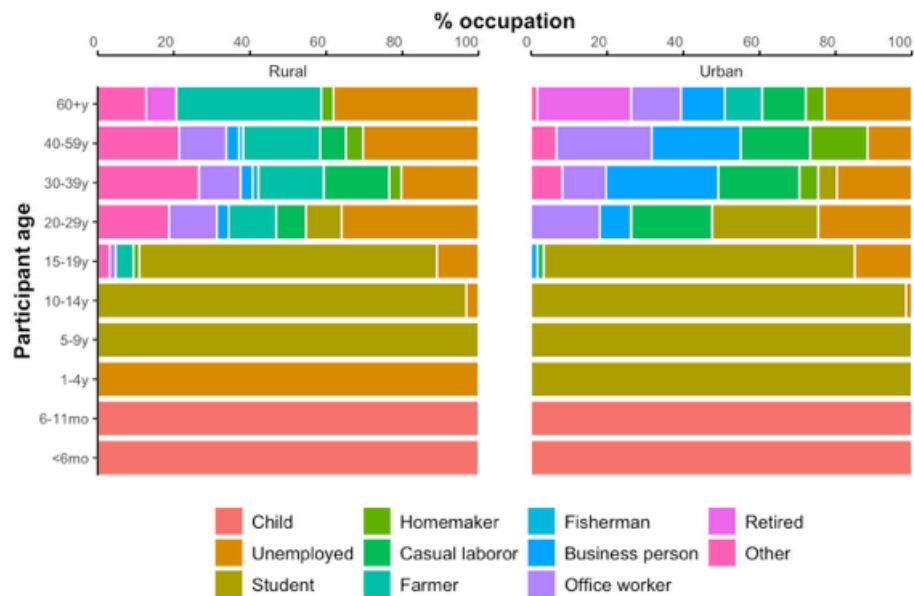 % occupation
0 20 40 60 80 100 0 20 40 60 80 100
Rural Urban
Participant age
60+y
40-59y
30-39y
20-29y
15-19y
10-14y
5-9y
1-4y
6-11mo
<6mo
Child Homemaker Fisherman Retired
Unemployed Casual laboror Business person Other
Student Farmer Office worker